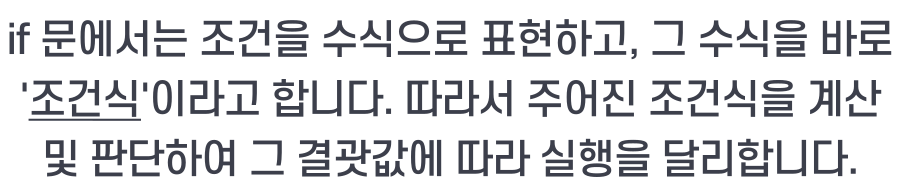 if 문에서는 조건을 수식으로 표현하고, 그 수식을 바로
'조건식'이라고 합니다. 따라서 주어진 조건식을 계산
및 판단하여 그 결괏값에 따라 실행을 달리합니다.